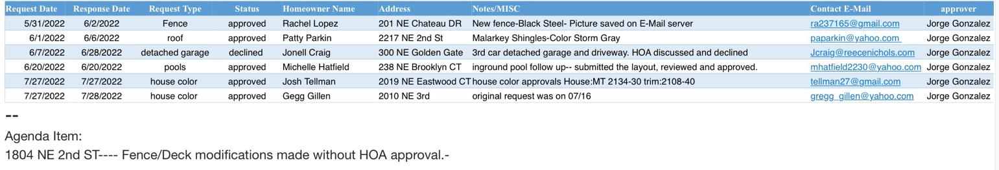 Request Date Response Date Request Type Status Homeowner Name Address Notes/MISC Contact E-Mail approver
5/31/2022 6/2/2022 Fence approved Rachel Lopez 201 NE Chateau DR New fence-Black Steel- Picture saved on E-Mail server ra237165@gmail.com Jorge Gonzalez
6/1/2022 6/6/2022 roof approved Patty Parkin 2217 NE 2nd St Malarkey Shingles-Color Storm Gray paparkin@yahoo.com Jorge Gonzalez
6/7/2022 6/28/2022 detached garage declined Jonell Craig 300 NE Golden Gate 3rd car detached garage and driveway. HOA discussed and declined Jcraig@reecenichols.com Jorge Gonzalez
6/20/2022 6/20/2022 pools approved Michelle Hatfield 238 NE Brooklyn CT inground pool follow up-- submitted the layout, reviewed and approved. mhatfield2230@yahoo.com Jorge Gonzalez
7/27/2022 7/27/2022 house color approved Josh Tellman 2019 NE Eastwood CT house color approvals House:MT 2134-30 trim:2108-40 tellman27@gmail.com Jorge Gonzalez
7/27/2022 7/28/2022 house color approved Gegg Gillen 2010 NE 3rd original request was on 07/16 gregg_gillen@yahoo.com Jorge Gonzalez
--
Agenda Item:
1804 NE 2nd ST---- Fence/Deck modifications made without HOA approval.-